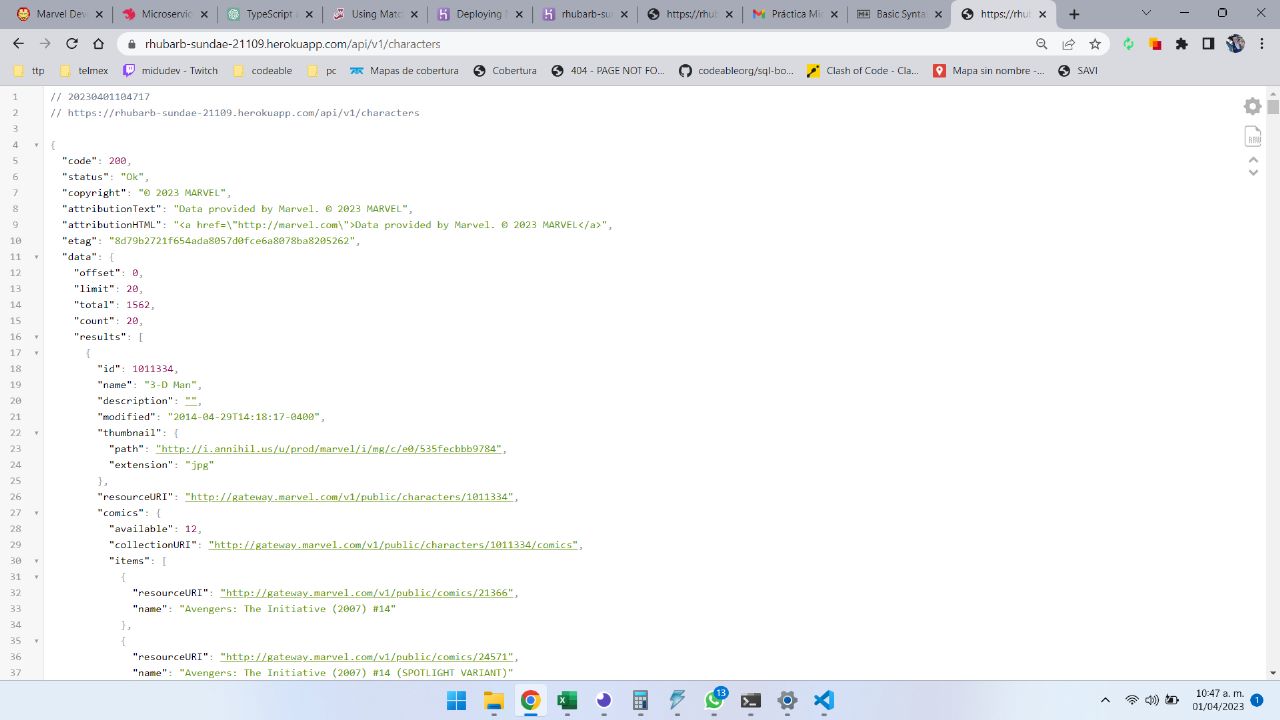 Marvel Deve
Microservic
TypeScript A
Using Matc
Deploying N
rhubarb-sun
https://rhub
Práctica Mic
Basic Syntax
https://rhub
rhubarb-sundae-21109.herokuapp.com/api/v1/characters
ttp
telmex
midudev - Twitch
codeable
pc
Mapas de cobertura
Cobertura
404 - PAGE NOT FO...
codeableorg/sql-bo...
Clash of Code - Cla...
Mapa sin nombre -...
SAVI
1 // 20230401104717
2 // https://rhubarb-sundae-21109.herokuapp.com/api/v1/characters
3
4 {
5 "code": 200,
6 "status": "Ok",
7 "copyright": "© 2023 MARVEL",
8 "attributionText": "Data provided by Marvel. © 2023 MARVEL",
9 "attributionHTML": "<a href=\"http://marvel.com\">Data provided by Marvel. © 2023 MARVEL</a>",
10 "etag": "8d79b2721f654ada8057d0fce6a8078ba8205262",
11 "data": {
12 "offset": 0,
13 "limit": 20,
14 "total": 1562,
15 "count": 20,
16 "results": [
17 {
18 "id": 1011334,
19 "name": "3-D Man",
20 "description": "",
21 "modified": "2014-04-29T14:18:17-0400",
22 "thumbnail": {
23 "path": "http://i.annihil.us/u/prod/marvel/i/mg/c/e0/535fecbbb9784",
24 "extension": "jpg"
25 },
26 "resourceURI": "http://gateway.marvel.com/v1/public/characters/1011334",
27 "comics": {
28 "available": 12,
29 "collectionURI": "http://gateway.marvel.com/v1/public/characters/1011334/comics",
30 "items": [
31 {
32 "resourceURI": "http://gateway.marvel.com/v1/public/comics/21366",
33 "name": "Avengers: The Initiative (2007) #14"
34 },
35 {
36 "resourceURI": "http://gateway.marvel.com/v1/public/comics/24571",
37 "name": "Avengers: The Initiative (2007) #14 (SPOTLIGHT VARIANT)"
RAW
13
10:47 a. m.
01/04/2023
1